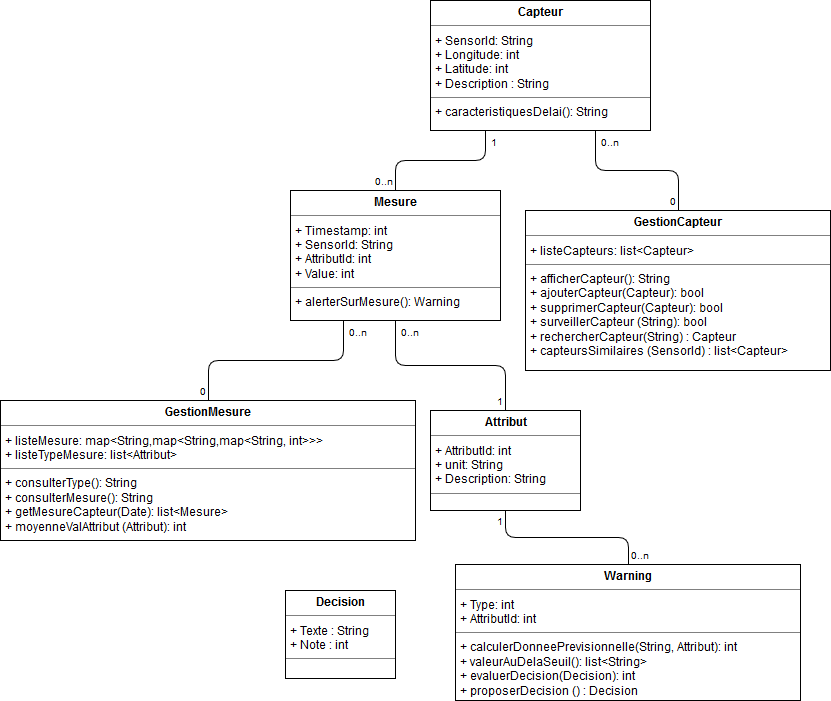 Capteur
+ SensorId: String
+ Longitude: int
+ Latitude: int
+ Description : String
+ caracteristiquesDelai(): String
1
0..n
0..n
0
Mesure
+ Timestamp: int
+ SensorId: String
+ AttributId: int
+ Value: int
+ alerterSurMesure(): Warning
GestionCapteur
+ listeCapteurs: list<Capteur>
+ afficherCapteur(): String
+ ajouterCapteur(Capteur): bool
+ supprimerCapteur(Capteur): bool
+ surveillerCapteur (String): bool
+ rechercherCapteur(String) : Capteur
+ capteursSimilaires (SensorId) : list<Capteur>
0..n
0..n
0
1
GestionMesure
+ listeMesure: map<String,map<String,map<String, int>>>
+ listeTypeMesure: list<Attribut>
+ consulterType(): String
+ consulterMesure(): String
+ getMesureCapteur(Date): list<Mesure>
+ moyenneValAttribut (Attribut): int
Attribut
+ AttributId: int
+ unit: String
+ Description: String
1
0..n
Decision
+ Texte : String
+ Note : int
Warning
+ Type: int
+ AttributId: int
+ calculerDonneePrevisionnelle(String, Attribut): int
+ valeurAuDelaSeuil(): list<String>
+ evaluerDecision(Decision): int
+ proposerDecision () : Decision